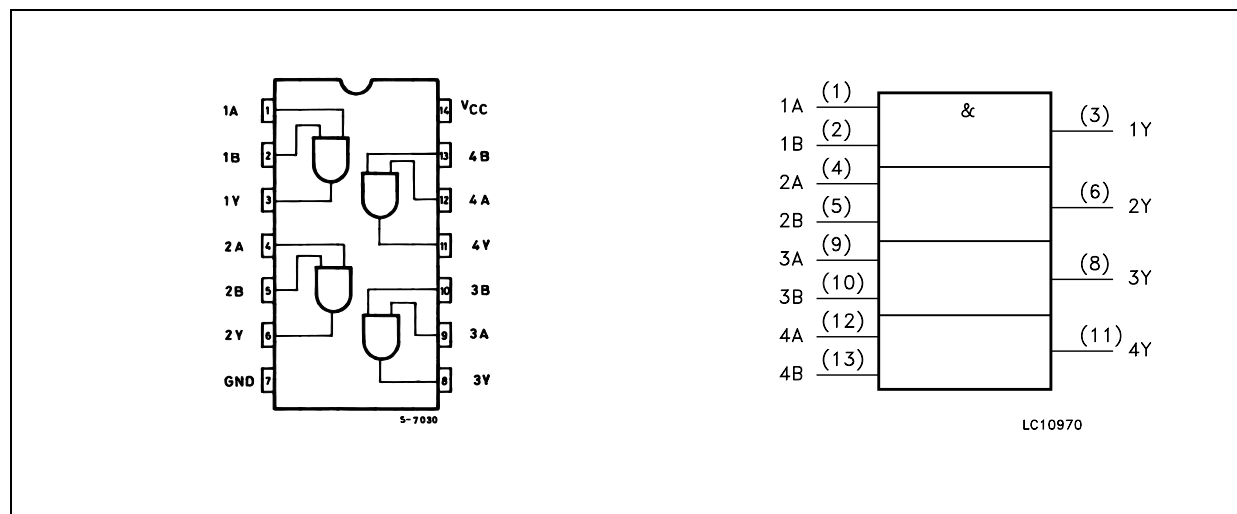 1A 1 14 VCC
1B 2 13 4B
1Y 3 12 4A
2A 4 11 4Y
2B 5 10 3B
2Y 6 9 3A
GND 7 8 3Y
S-7030
&
1A (1)
1B (2)
2A (4)
2B (5)
3A (9)
3B (10)
4A (12)
4B (13)
(3) 1Y
(6) 2Y
(8) 3Y
(11) 4Y
LC10970